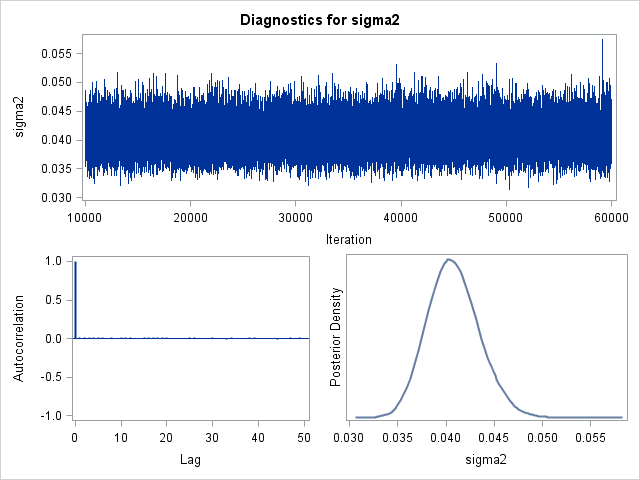 Diagnostics for sigma2
sigma2
0.055
0.050
0.045
0.040
0.035
0.030
10000 20000 30000 40000 50000 60000
Iteration
Autocorrelation
1.0
0.5
0.0
-0.5
-1.0
0 10 20 30 40 50
Lag
Posterior Density
0.030 0.035 0.040 0.045 0.050 0.055
sigma2